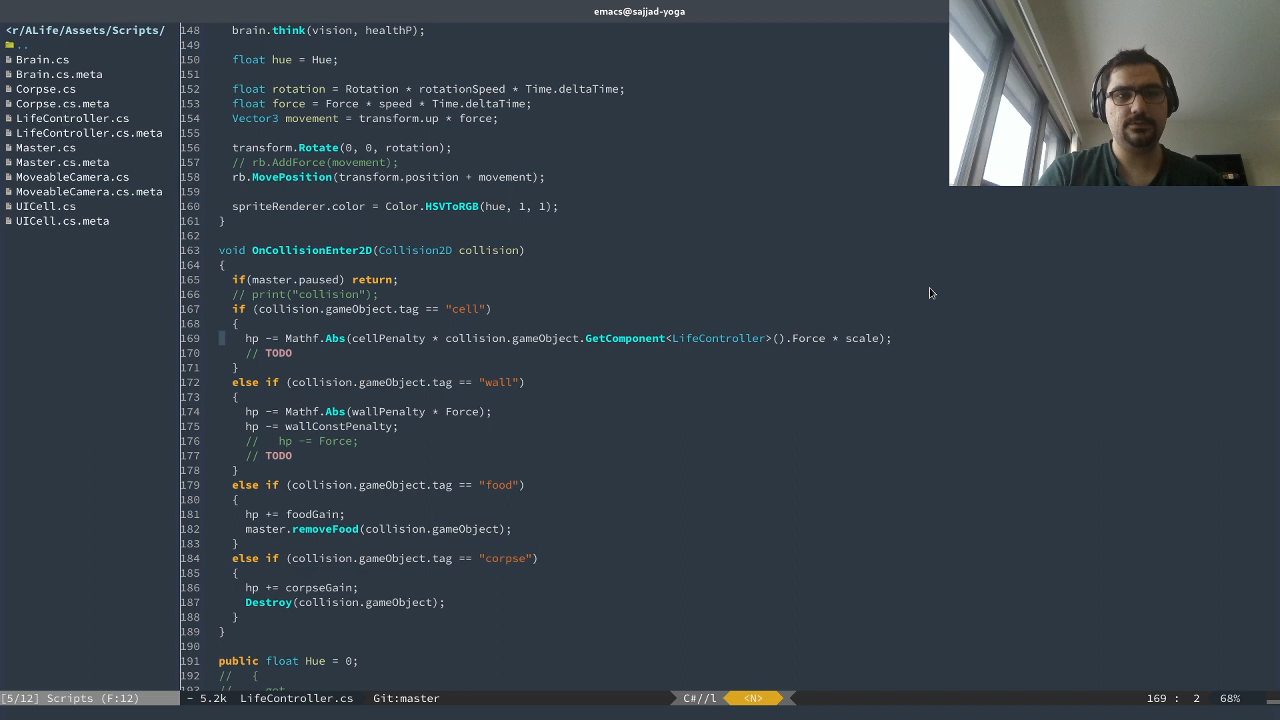 emacs@sajjad-yoga
<r/ALife/Assets/Scripts/
..
Brain.cs
Brain.cs.meta
Corpse.cs
Corpse.cs.meta
LifeController.cs
LifeController.cs.meta
Master.cs
Master.cs.meta
MoveableCamera.cs
MoveableCamera.cs.meta
UICell.cs
UICell.cs.meta
148 brain.think(vision, healthP);
149
150 float hue = Hue;
151
152 float rotation = Rotation * rotationSpeed * Time.deltaTime;
153 float force = Force * speed * Time.deltaTime;
154 Vector3 movement = transform.up * force;
155
156 transform.Rotate(0, 0, rotation);
157 // rb.AddForce(movement);
158 rb.MovePosition(transform.position + movement);
159
160 spriteRenderer.color = Color.HSVToRGB(hue, 1, 1);
161 }
162
163 void OnCollisionEnter2D(Collision2D collision)
164 {
165 if(master.paused) return;
166 // print("collision");
167 if (collision.gameObject.tag == "cell")
168 {
169 hp -= Mathf.Abs(cellPenalty * collision.gameObject.GetComponent<LifeController>().Force * scale);
170 // TODO
171 }
172 else if (collision.gameObject.tag == "wall")
173 {
174 hp -= Mathf.Abs(wallPenalty * Force);
175 hp -= wallConstPenalty;
176 //   hp -= Force;
177 // TODO
178 }
179 else if (collision.gameObject.tag == "food")
180 {
181 hp += foodGain;
182 master.removeFood(collision.gameObject);
183 }
184 else if (collision.gameObject.tag == "corpse")
185 {
186 hp += corpseGain;
187 Destroy(collision.gameObject);
188 }
189 }
190
191 public float Hue = 0;
192 //   {
[5/12] Scripts (F:12)
- 5.2k LifeController.cs Git:master C#//l <N> 169 : 2 68%